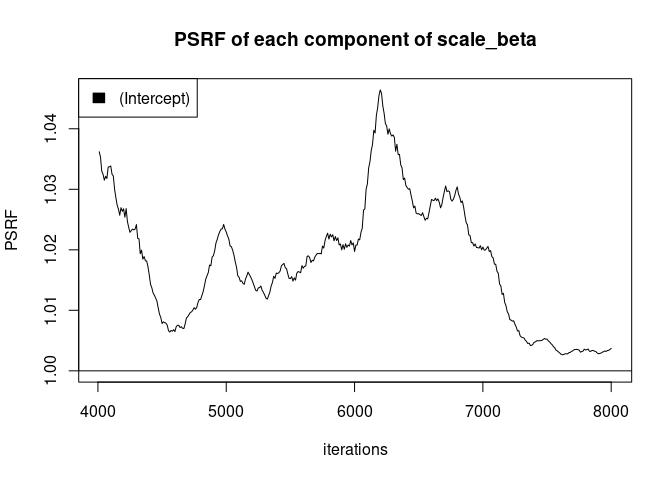 PSRF of each component of scale_beta
(Intercept)
PSRF
1.04
1.03
1.02
1.01
1.00
4000 5000 6000 7000 8000
iterations